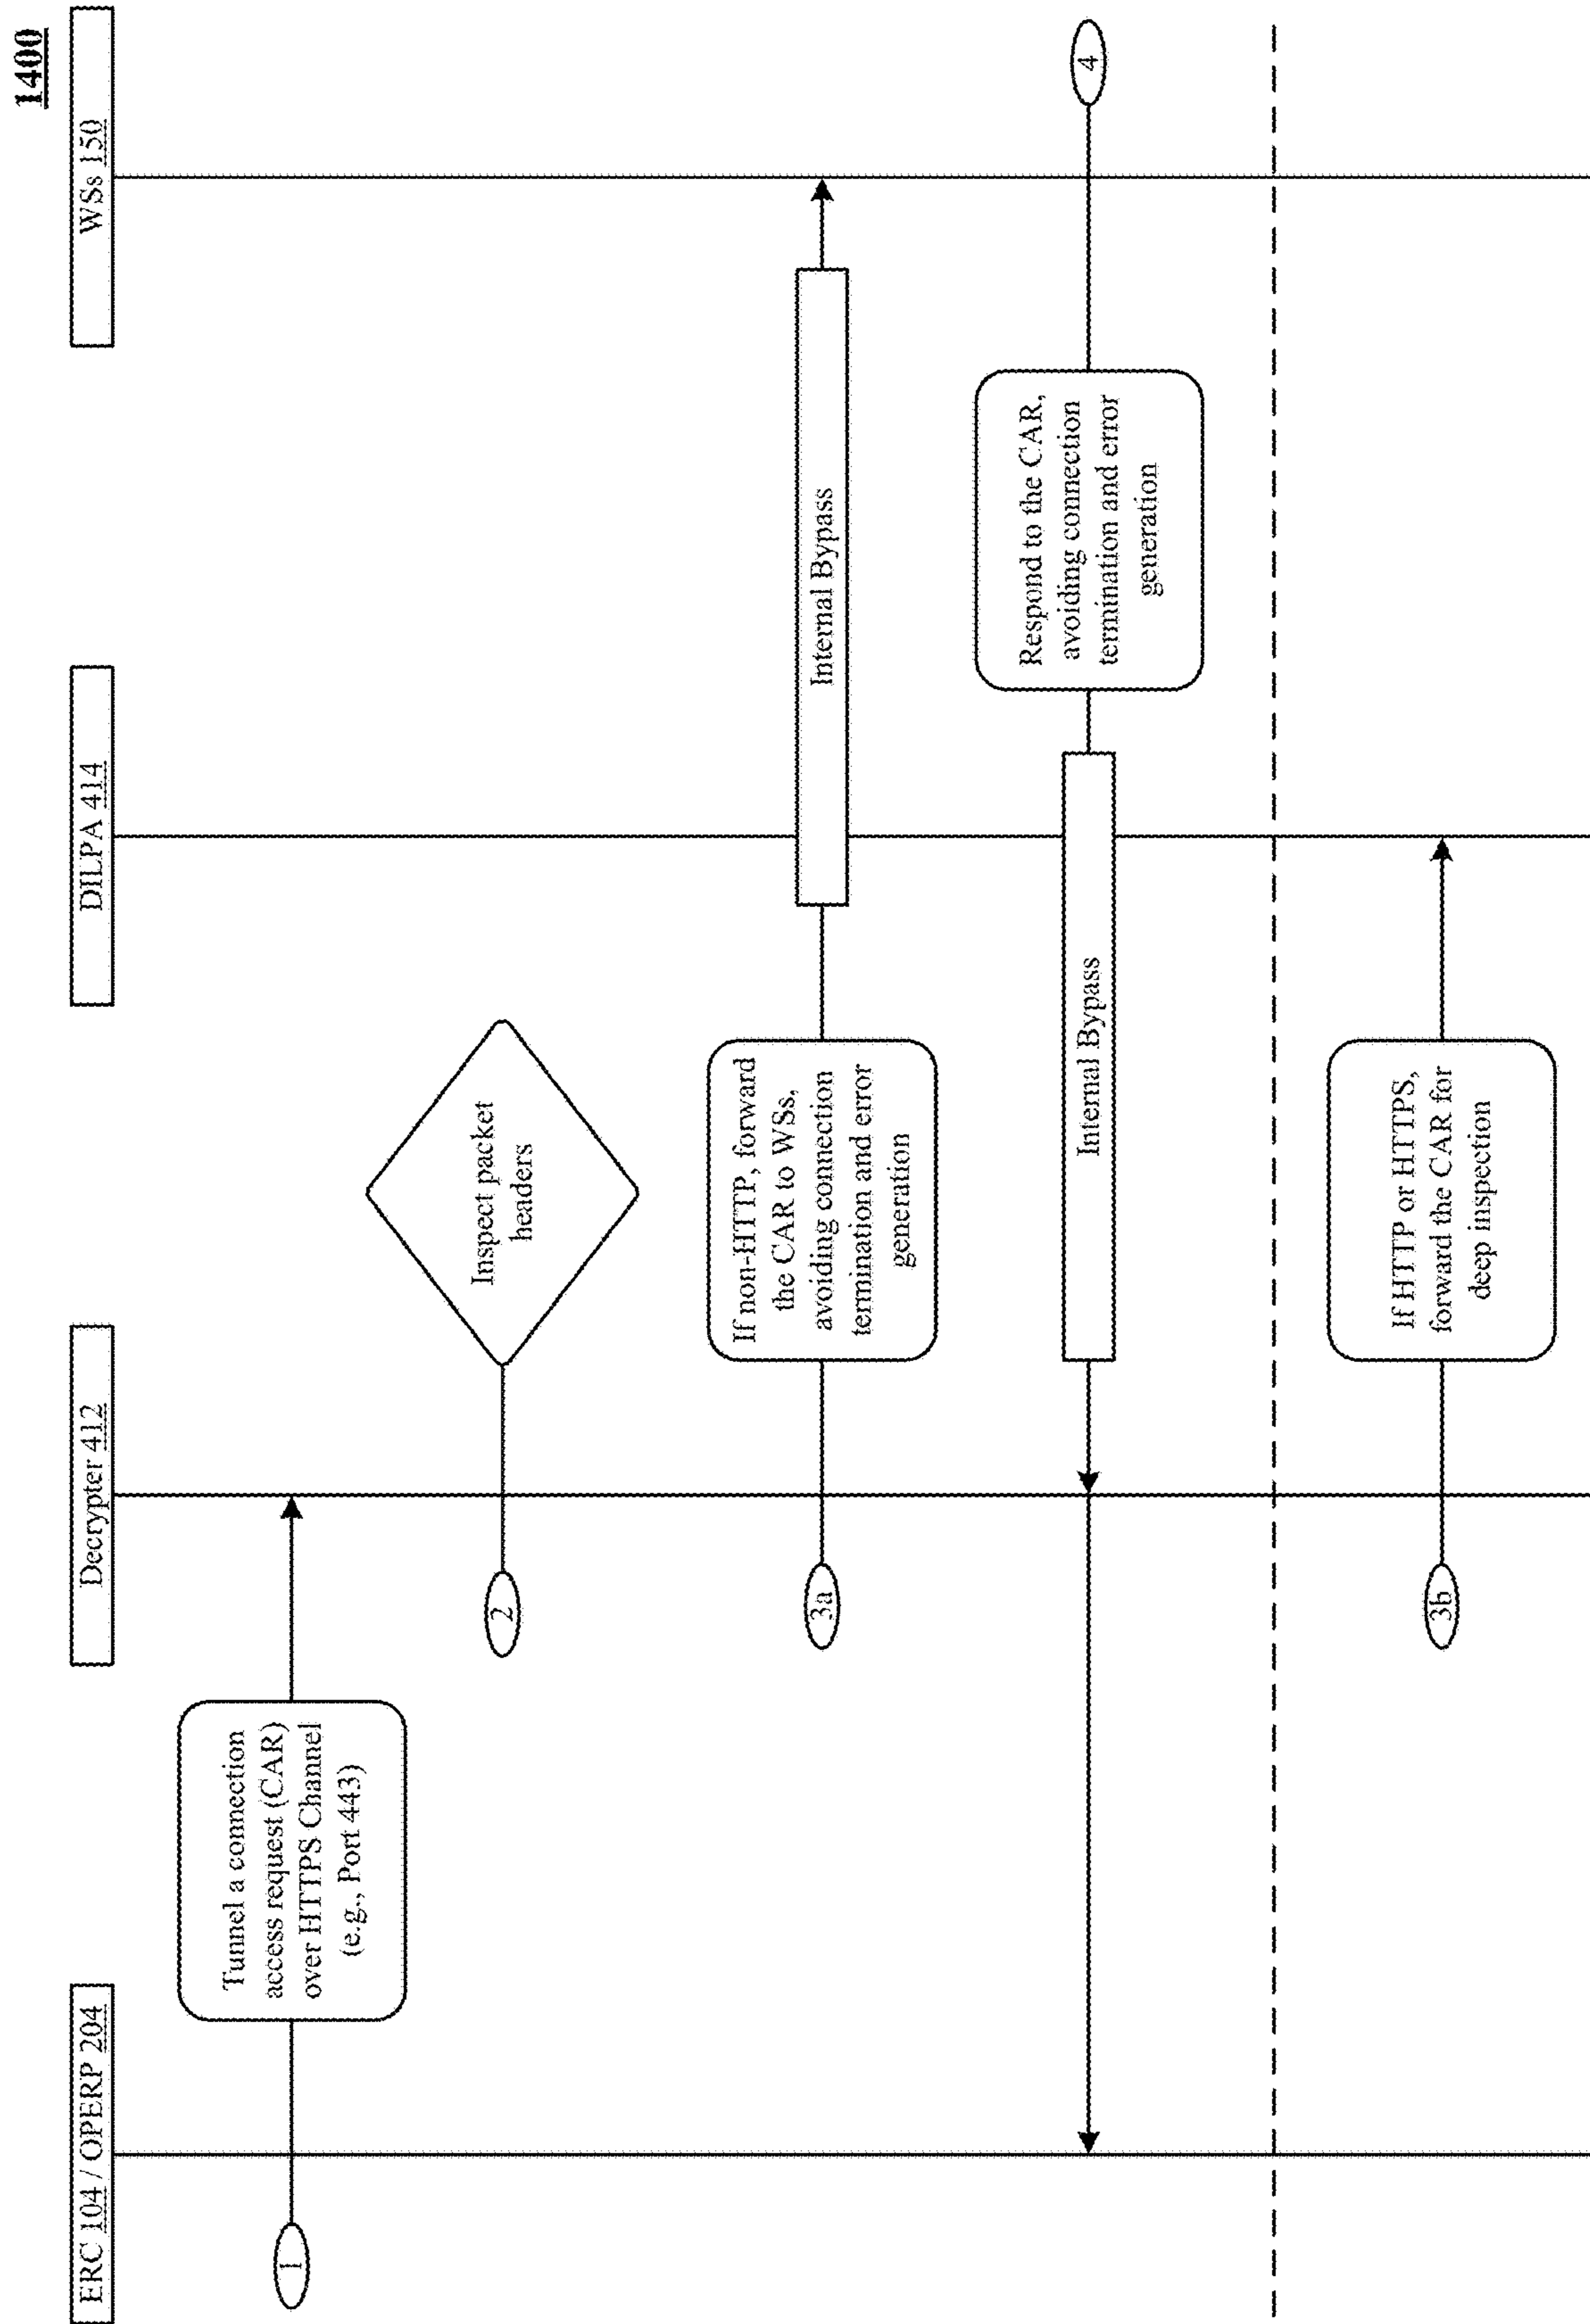 1400
ERC 104 / OPERP 204
Decrypter 412
DILPA 414
WSs 150
1
Tunnel a connection
access request (CAR)
over HTTPS Channel
(e.g., Port 443)
2
Inspect packet
headers
3a
If non-HTTP, forward
the CAR to WSs,
avoiding connection
termination and error
generation
Internal Bypass
4
Respond to the CAR,
avoiding connection
termination and error
generation
Internal Bypass
3b
If HTTP or HTTPS,
forward the CAR for
deep inspection